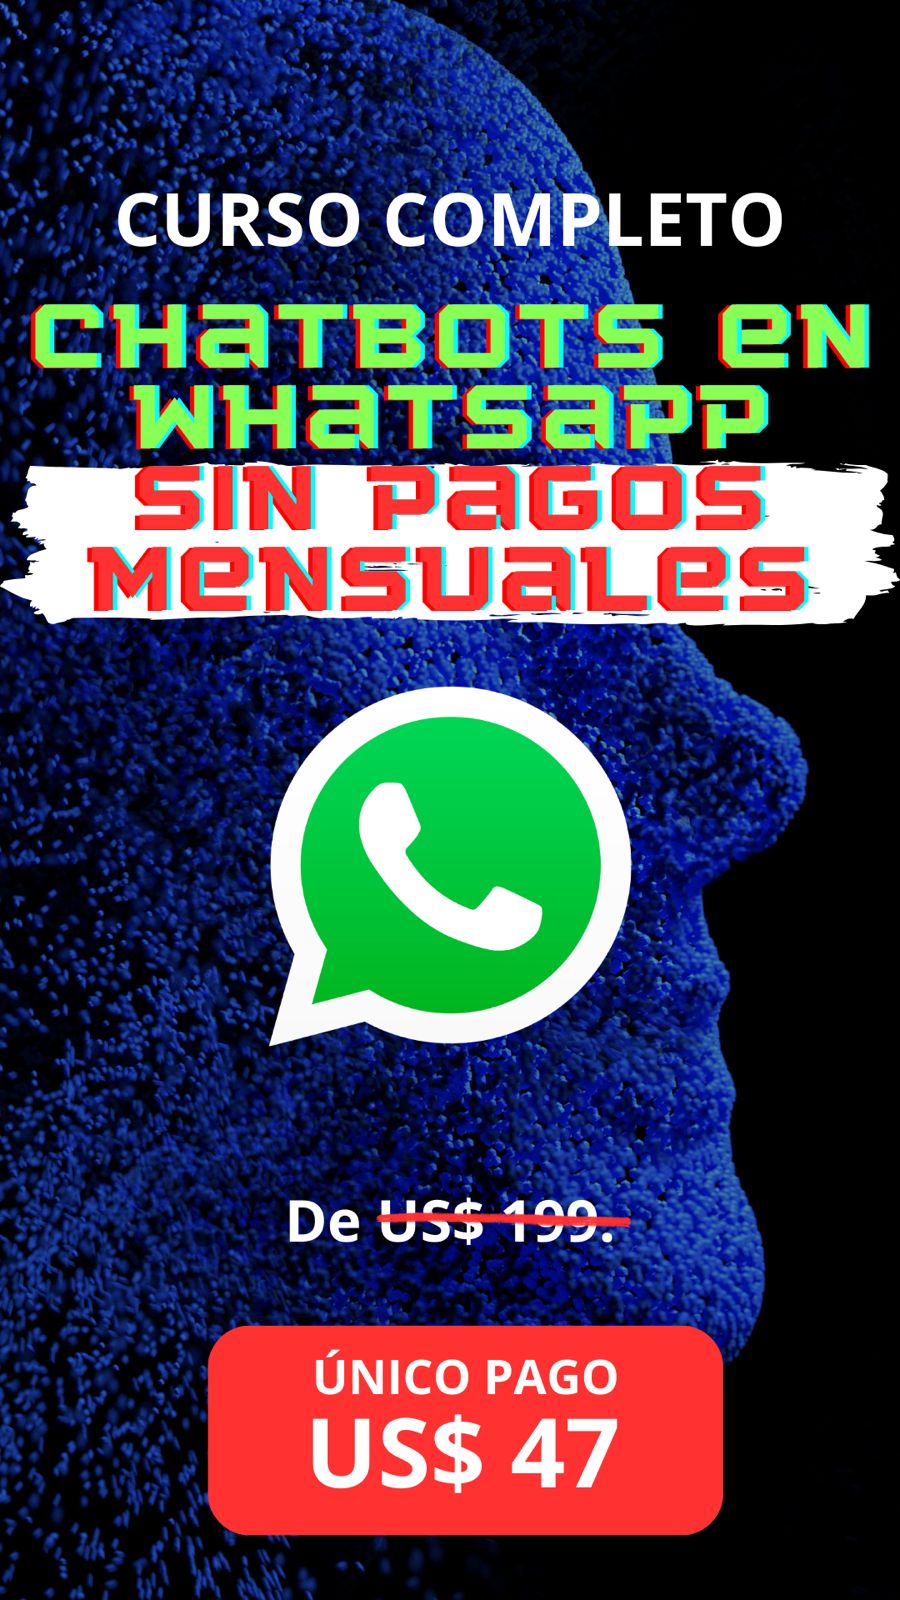 CURSO COMPLETO
CHATBOTS EN
WHATSAPP
SIN PAGOS
MENSUALES
De US$ 199.
ÚNICO PAGO
US$ 47